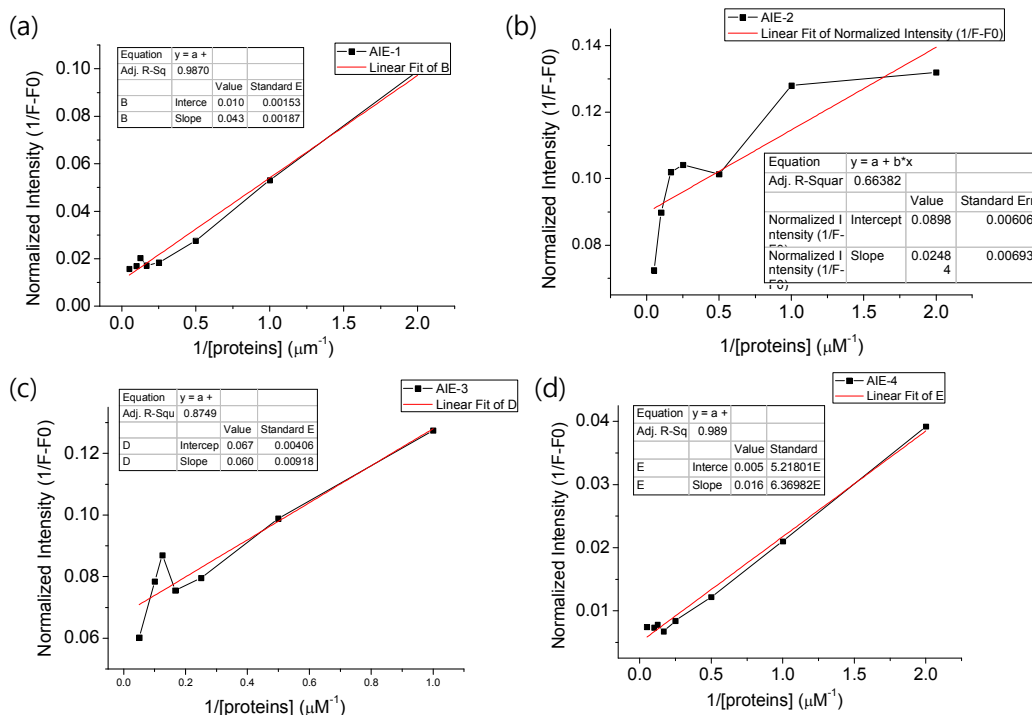 (a)
AIE-1
Linear Fit of B
Equation y = a +
Adj. R-Sq 0.9870
Value Standard E
B Interce 0.010 0.00153
B Slope 0.043 0.00187
Normalized Intensity (1/F-F0)
0.10
0.08
0.06
0.04
0.02
0.00
0.0 0.5 1.0 1.5 2.0
1/[proteins] (μm⁻¹)
(b)
AIE-2
Linear Fit of Normalized Intensity (1/F-F0)
Normalized Intensity (1/F-F0)
0.14
0.12
0.10
0.08
Equation y = a + b*x
Adj. R-Squar 0.66382
Value Standard Err
Normalized I
ntensity (1/F-
F0)
Intercept 0.0898 0.00606
Normalized I
ntensity (1/F-
F0)
Slope 0.0248
4
0.00693
0.0 0.5 1.0 1.5 2.0
1/[proteins] (μM⁻¹)
(c)
AIE-3
Linear Fit of D
Equation y = a +
Adj. R-Squ 0.8749
Value Standard E
D Intercep 0.067 0.00406
D Slope 0.060 0.00918
Normalized Intensity (1/F-F0)
0.12
0.10
0.08
0.06
0.0 0.2 0.4 0.6 0.8 1.0
1/[proteins] (μM⁻¹)
(d)
AIE-4
Linear Fit of E
Equation y = a +
Adj. R-Sq 0.989
Value Standard
E Interce 0.005 5.21801E
E Slope 0.016 6.36982E
Normalized Intensity (1/F-F0)
0.04
0.03
0.02
0.01
0.00
0.0 0.5 1.0 1.5 2.0
1/[proteins] (μM⁻¹)